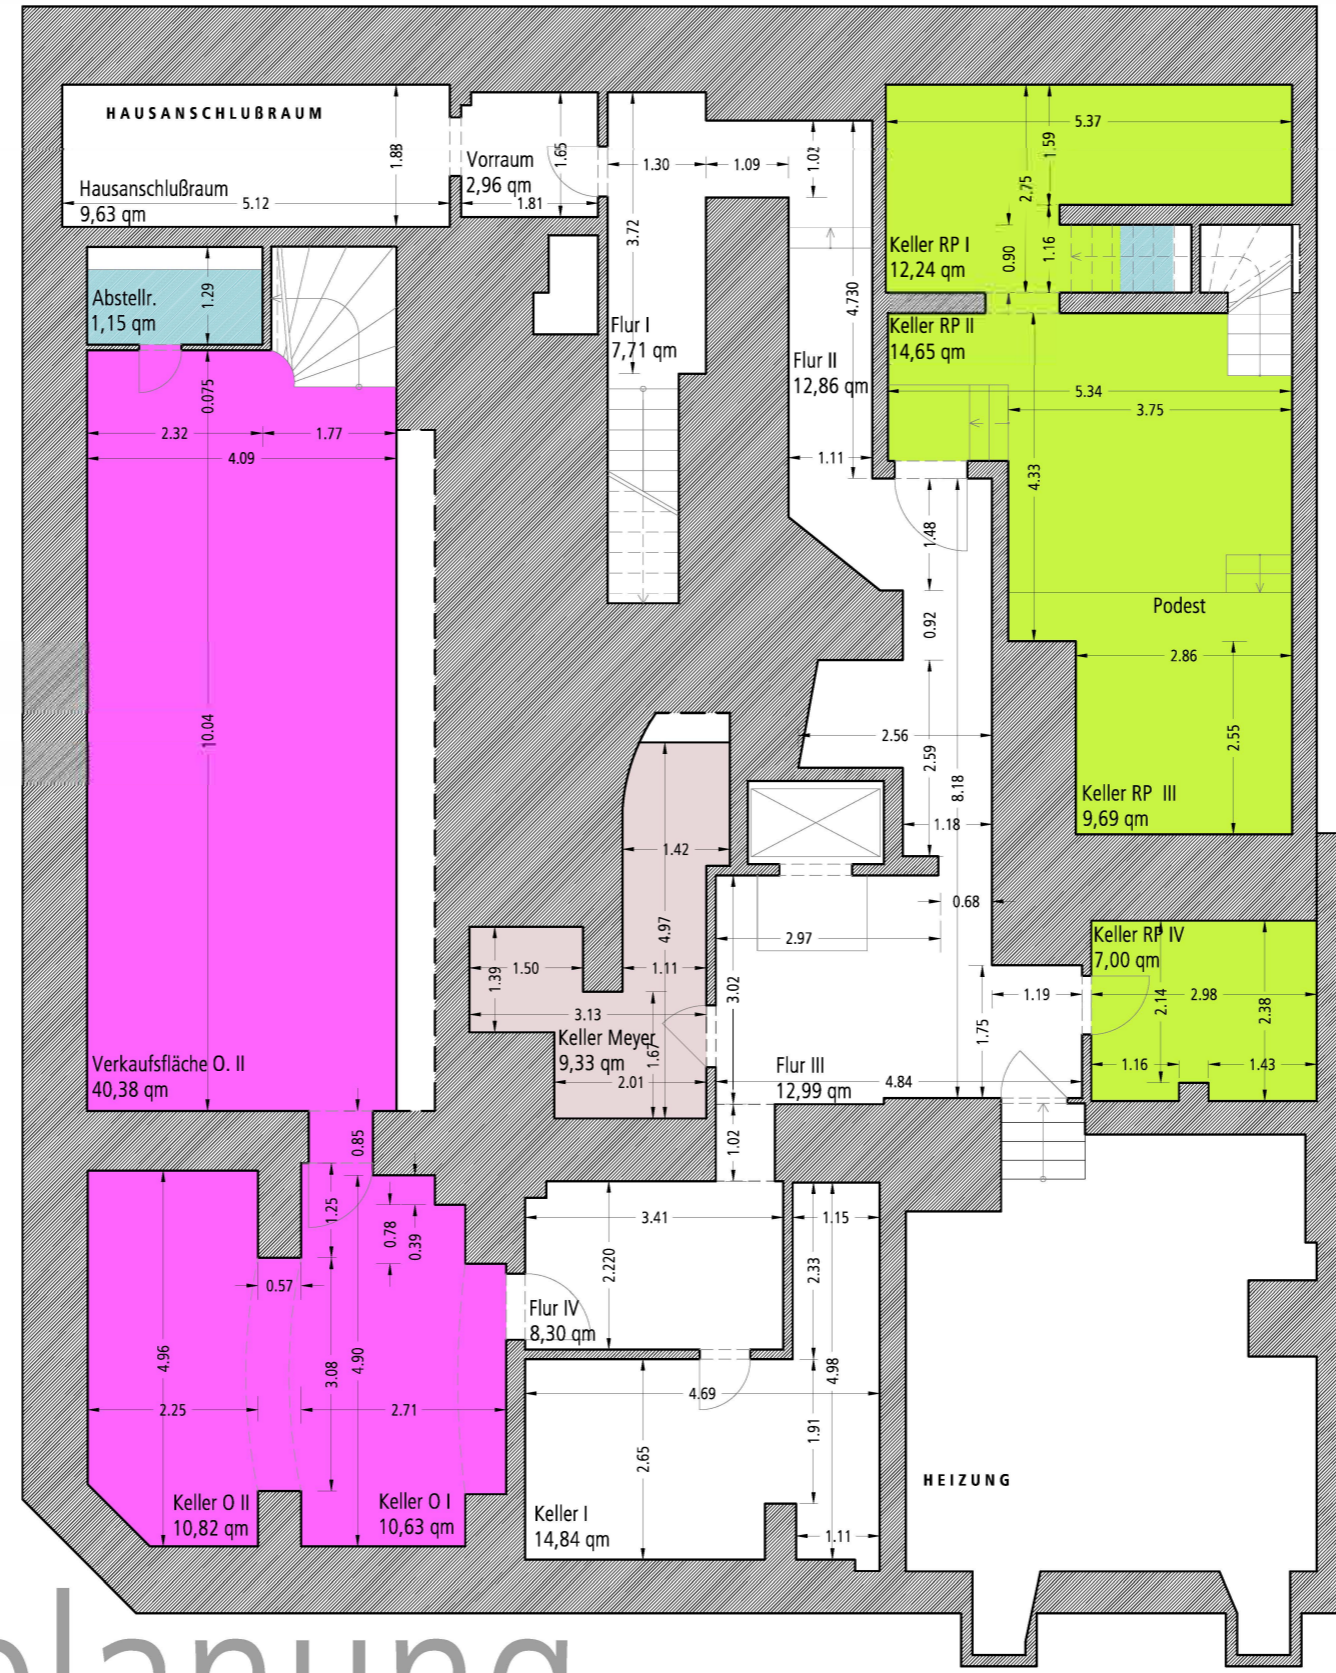 HAUSANSCHLUßRAUM
Hausanschlußraum
9,63 qm
5.12
1.88
Vorraum
2,96 qm
1.65
1.81
1.30
1.09
1.02
3.72
Flur I
7,71 qm
4.730
Flur II
12,86 qm
1.11
5.37
1.59
2.75
1.16
0.90
Keller RP I
12,24 qm
Keller RP II
14,65 qm
5.34
3.75
4.33
Podest
2.86
2.55
Keller RP III
9,69 qm
Abstellr.
1,15 qm
1.29
0.075
2.32
1.77
4.09
10.04
Verkaufsfläche O. II
40,38 qm
1.48
0.92
2.56
2.59
8.18
1.18
0.68
2.97
3.02
1.42
4.97
1.11
1.50
1.39
3.13
Keller Meyer
9,33 qm
1.67
2.01
Keller RP IV
7,00 qm
2.14
2.98
2.38
1.16
1.43
1.19
1.75
Flur III
12,99 qm
4.84
1.02
0.85
1.25
0.78
0.39
0.57
4.96
3.08
4.90
2.25
2.71
Keller O II
10,82 qm
Keller O I
10,63 qm
3.41
2.220
Flur IV
8,30 qm
1.15
2.33
4.98
4.69
1.91
2.65
Keller I
14,84 qm
1.11
HEIZUNG
planung